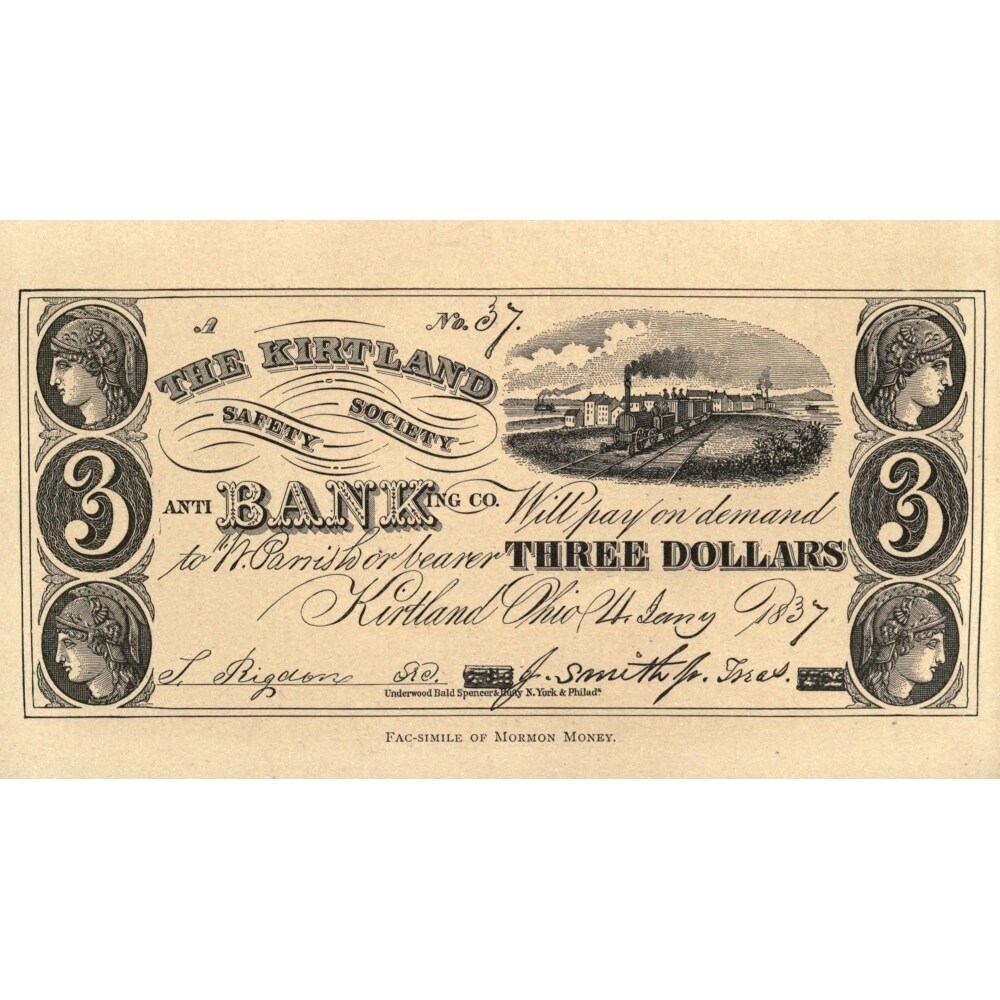 A No. 37.
THE KIRTLAND
SAFETY SOCIETY
ANTI BANKING CO. Will pay on demand
3 3
to W. Parrish or bearer THREE DOLLARS
Kirtland Ohio 4 Jany 1837
S. Rigdon J. Smith Jr. Treas.
Underwood Bald Spencer & Hufty N. York & Philada
FAC-SIMILE OF MORMON MONEY.